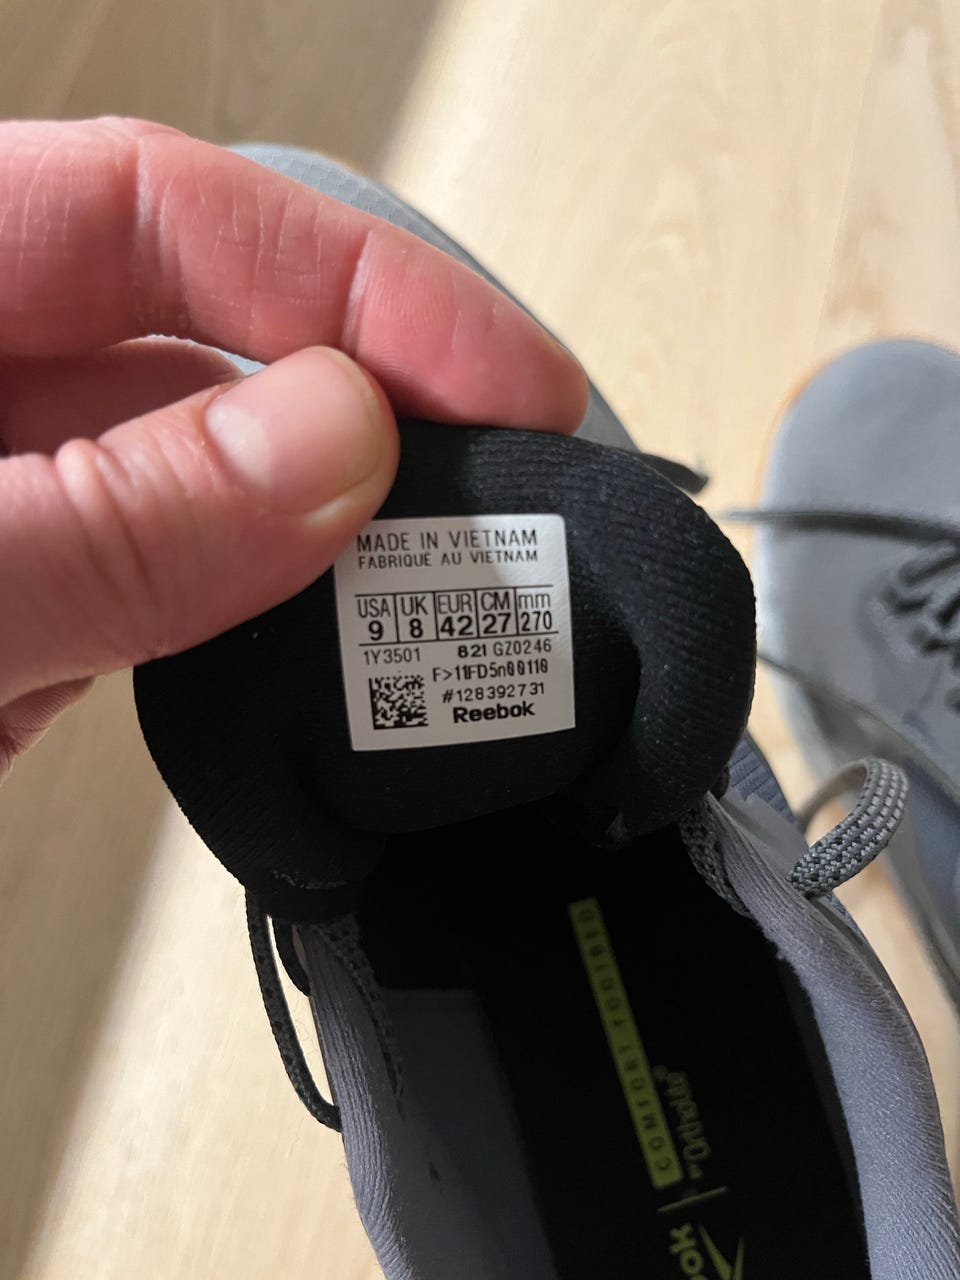 MADE IN VIETNAM
FABRIQUÉ AU VIETNAM
USA UK EUR CM mm
9 8 42 27 270
1Y3501 821 GZ0246
F>11FD5n00110
#128392731
Reebok
COMFORT FOOTBED
Ortholite